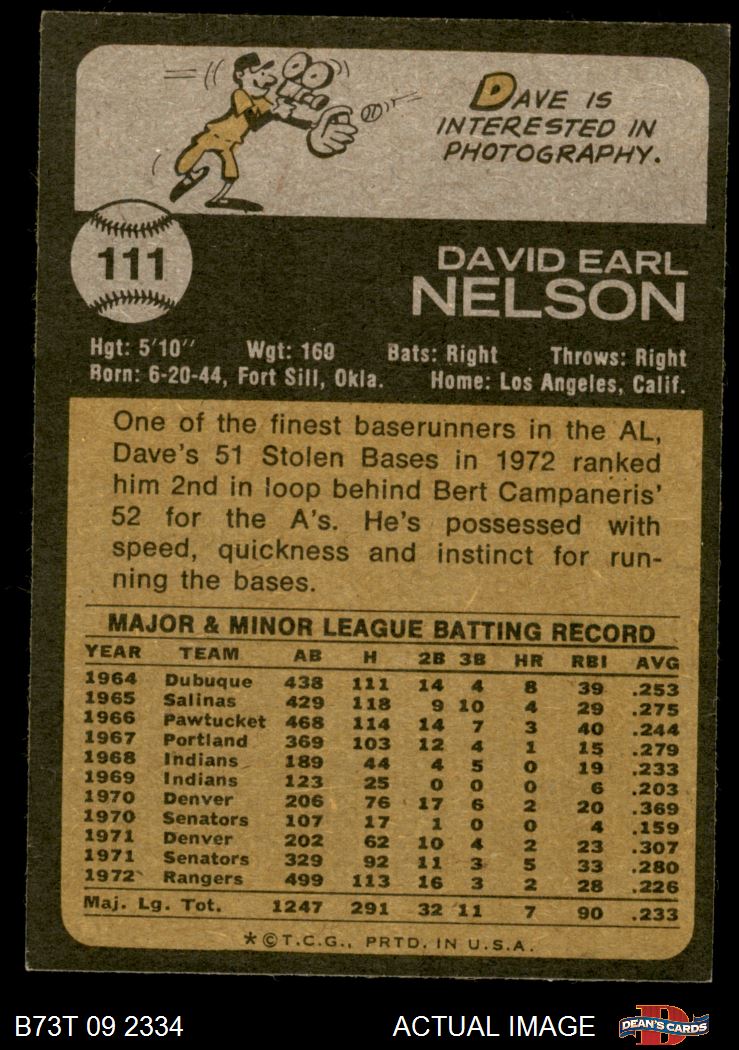 DAVE IS
INTERESTED IN
PHOTOGRAPHY.
111
DAVID EARL
NELSON
Hgt: 5'10" Wgt: 160 Bats: Right Throws: Right
Born: 6-20-44, Fort Sill, Okla. Home: Los Angeles, Calif.
One of the finest baserunners in the AL,
Dave's 51 Stolen Bases in 1972 ranked
him 2nd in loop behind Bert Campaneris'
52 for the A's. He's possessed with
speed, quickness and instinct for run-
ning the bases.
MAJOR & MINOR LEAGUE BATTING RECORD
YEAR TEAM AB H 2B 3B HR RBI AVG
1964 Dubuque 438 111 14 4 8 39 .253
1965 Salinas 429 118 9 10 4 29 .275
1966 Pawtucket 468 114 14 7 3 40 .244
1967 Portland 369 103 12 4 1 15 .279
1968 Indians 189 44 4 5 0 19 .233
1969 Indians 123 25 0 0 0 6 .203
1970 Denver 206 76 17 6 2 20 .369
1970 Senators 107 17 1 0 0 4 .159
1971 Denver 202 62 10 4 2 23 .307
1971 Senators 329 92 11 3 5 33 .280
1972 Rangers 499 113 16 3 2 28 .226
Maj. Lg. Tot. 1247 291 32 11 7 90 .233
*©T.C.G., PRTD. IN U.S.A.
B73T 09 2334 ACTUAL IMAGE D DEAN'S CARDS